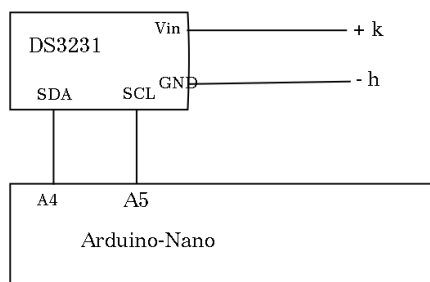 Vin
+ k
DS3231
GND
- h
SDA
SCL
A4
A5
Arduino-Nano